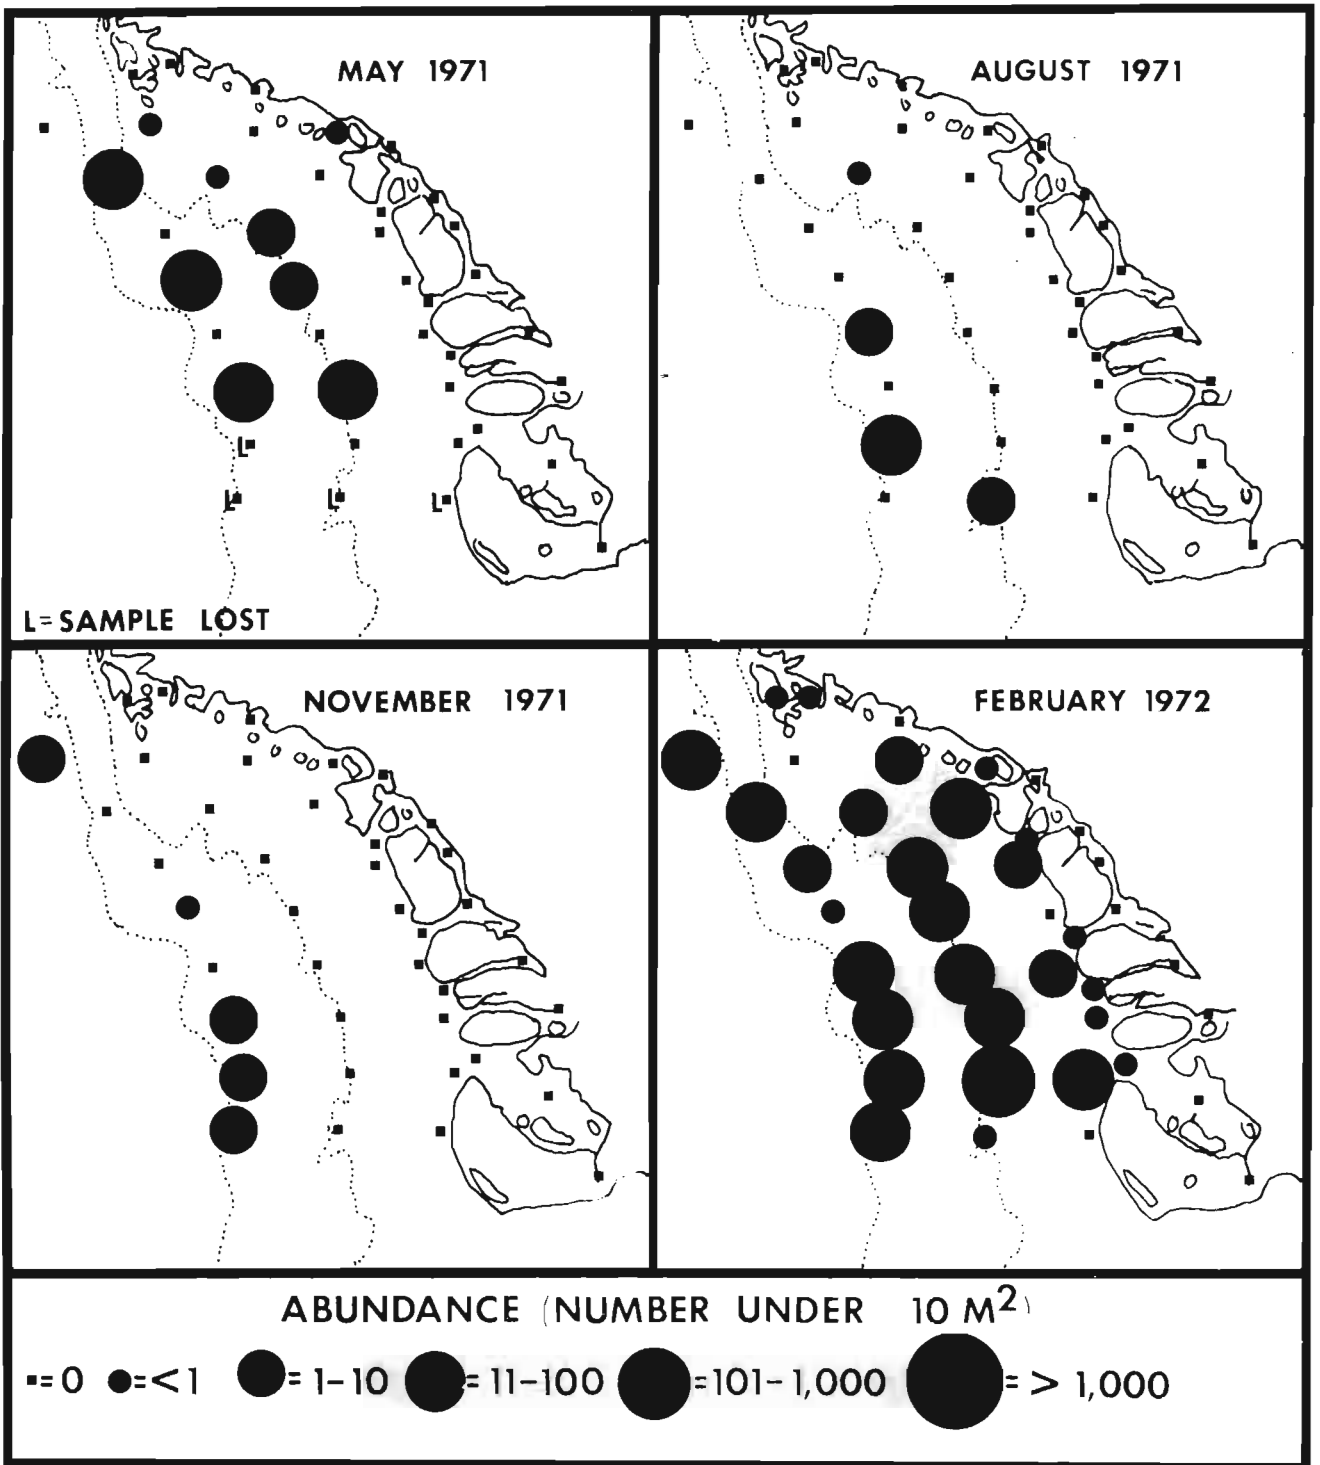 MAY 1971
AUGUST 1971
L
L
L
L
L=SAMPLE LOST
NOVEMBER 1971
FEBRUARY 1972
ABUNDANCE (NUMBER UNDER 10 M²)
=0 =<1 =1-10 =11-100 =101-1,000 => 1,000